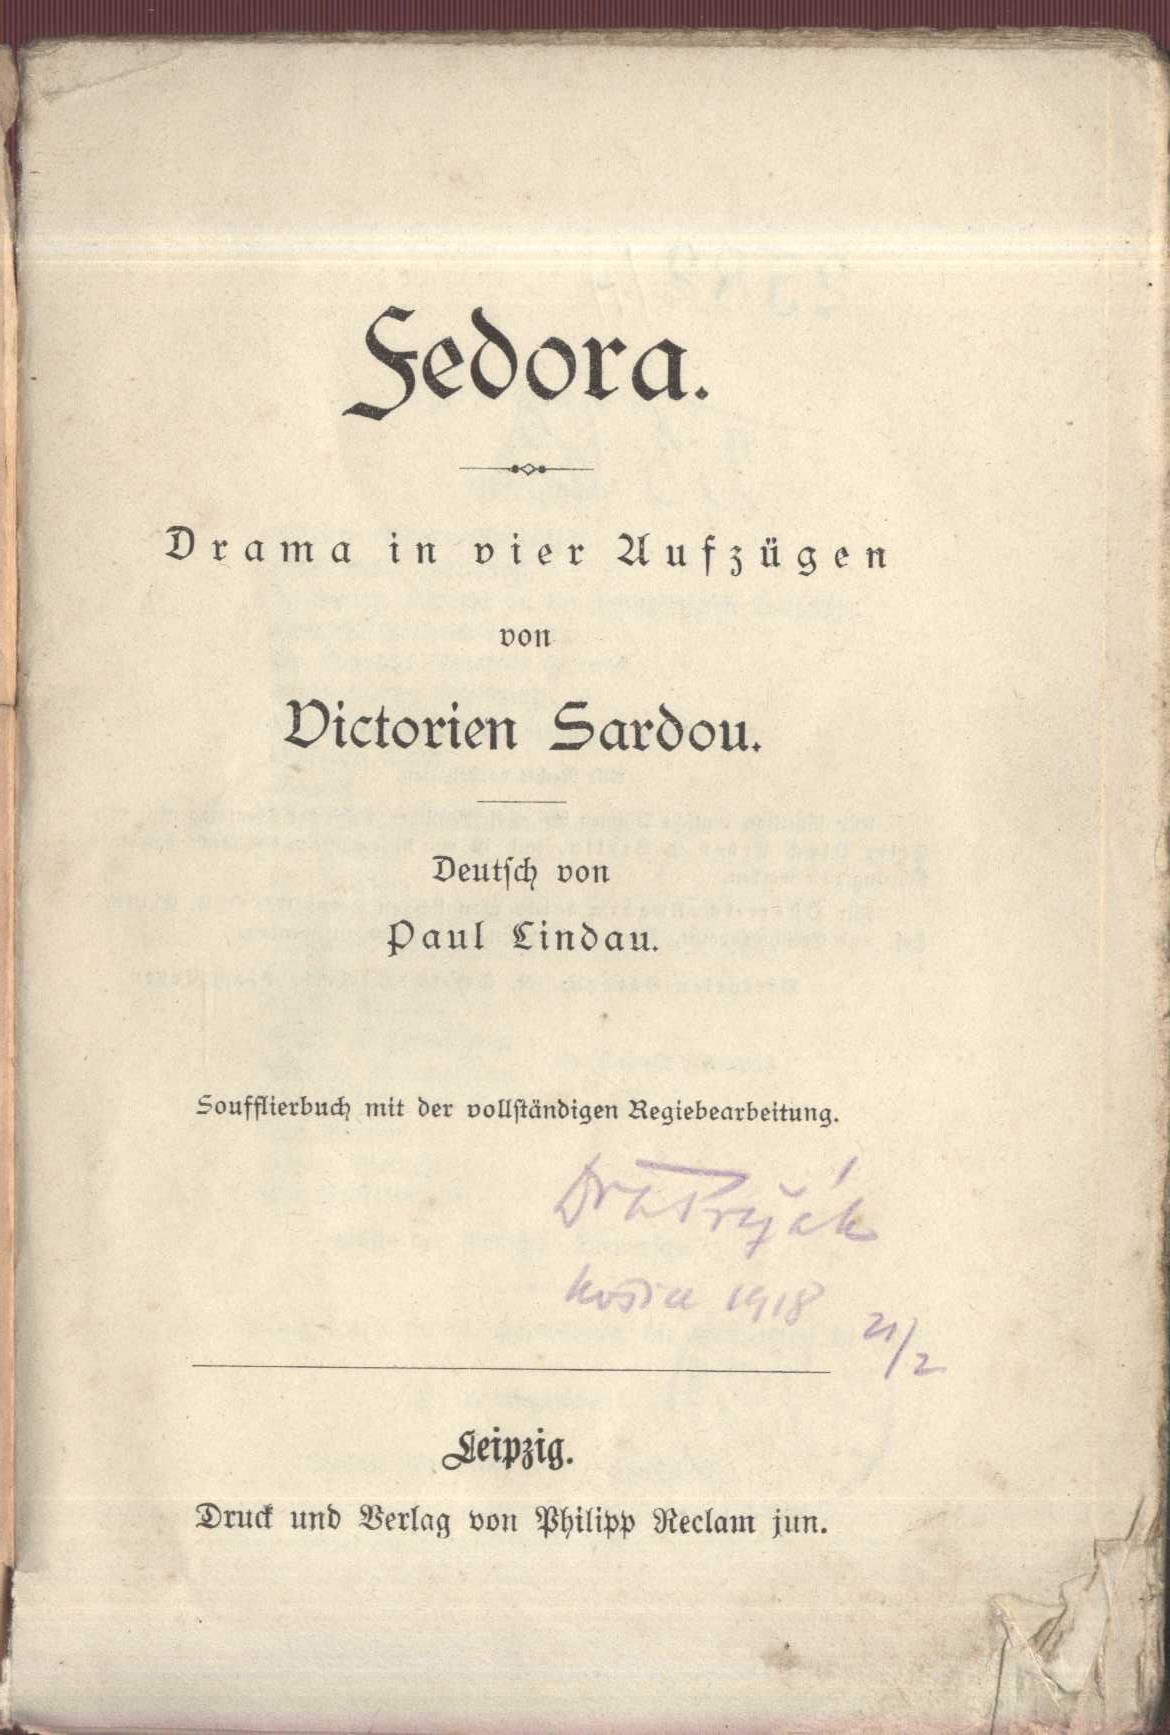 Fedora.
Drama in vier Aufzügen
von
Victorien Sardou.
Deutsch von
Paul Lindau.
Soufflierbuch mit der vollständigen Regiebearbeitung.
1918
21/2
Leipzig.
Druck und Verlag von Philipp Reclam jun.